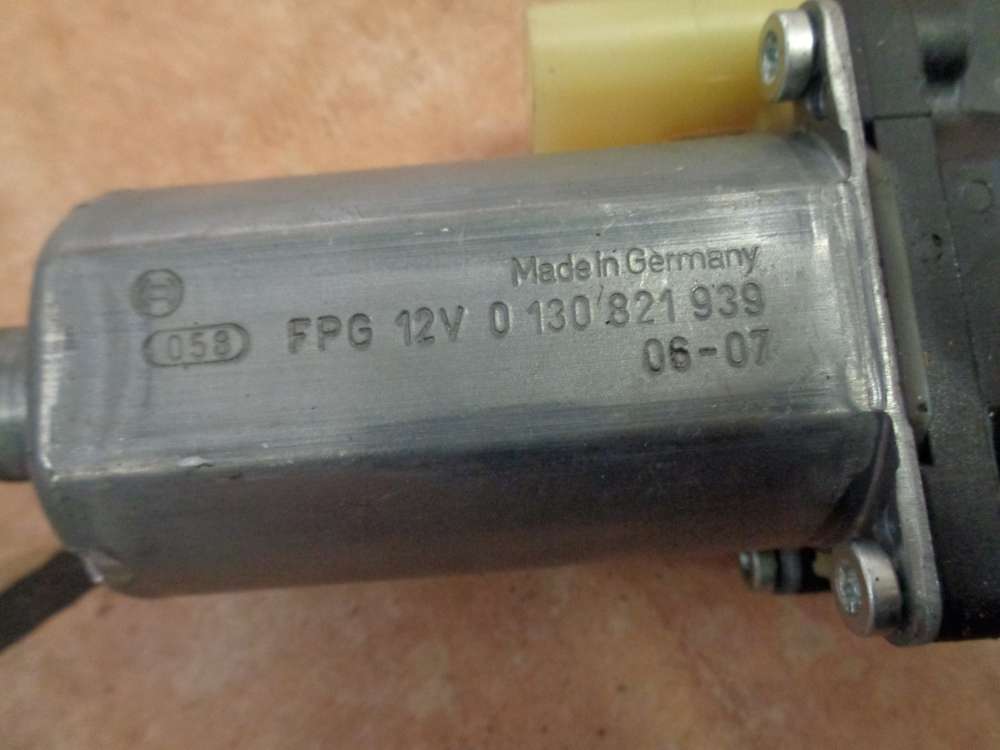 Made in Germany
058 FPG 12V 0 130 821 939
06-07